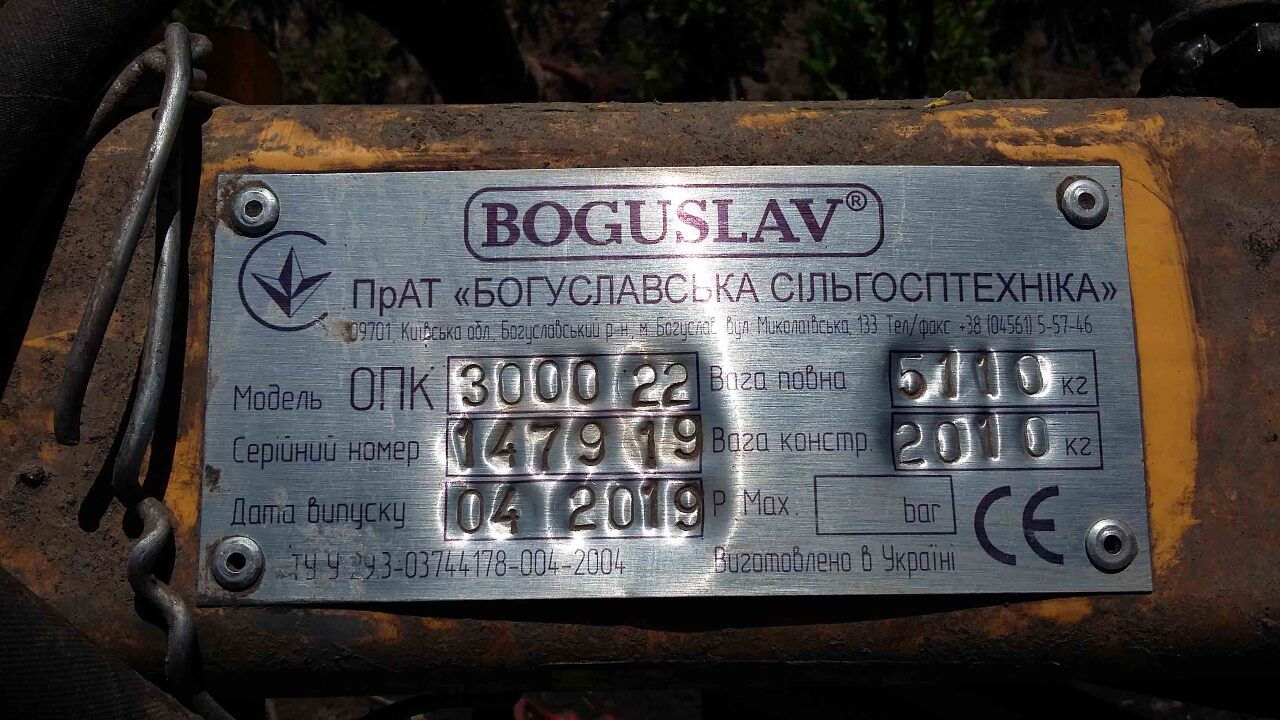 BOGUSLAV®
ПрАТ «БОГУСЛАВСЬКА СІЛЬГОСПТЕХНІКА»
09701, Київська обл. Богуславський р-н. м. Богуслав вул. Миколаївська, 133 Тел/факс +38 (04561) 5-57-46
Модель ОПК 3000 22 Вага повна 5110 кг
Серійний номер 1479 19 Вага констр. 2010 кг
Дата випуску 04 2019 P Max. bar CE
ТУ У 29.3-03744178-004-2004 Виготовлено в Україні